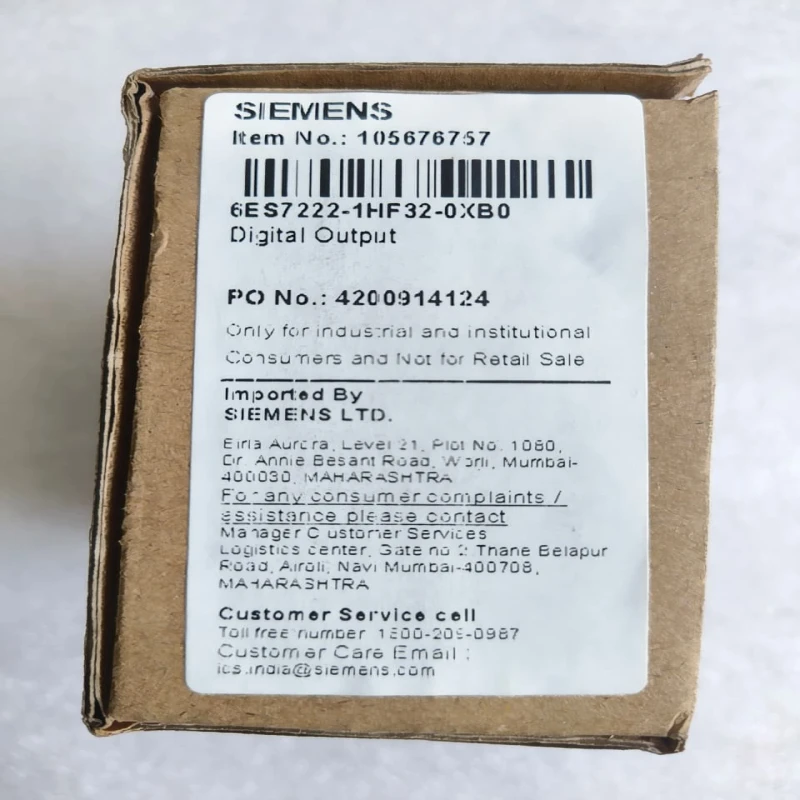 SIEMENS
Item No.: 105676757
6ES7222-1HF32-0XB0
Digital Output
PO No.: 4200914124
Only for industrial and institutional
Consumers and Not for Retail Sale
Imported By
SIEMENS LTD.
Birla Aurora, Level 21, Plot No. 1080,
Dr. Annie Besant Road, Worli, Mumbai-
400030, MAHARASHTRA
For any consumer complaints /
assistance please contact
Manager Customer Services
Logistics center, Gate no 2 Thane Belapur
Road, Airoli, Navi Mumbai-400708,
MAHARASHTRA
Customer Service cell
Toll free number 1800-209-0987
Customer Care Email :
ics.india@siemens.com